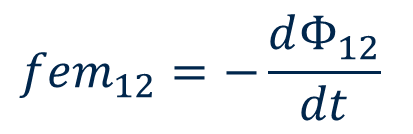 fem₁₂ = − dΦ₁₂/dt